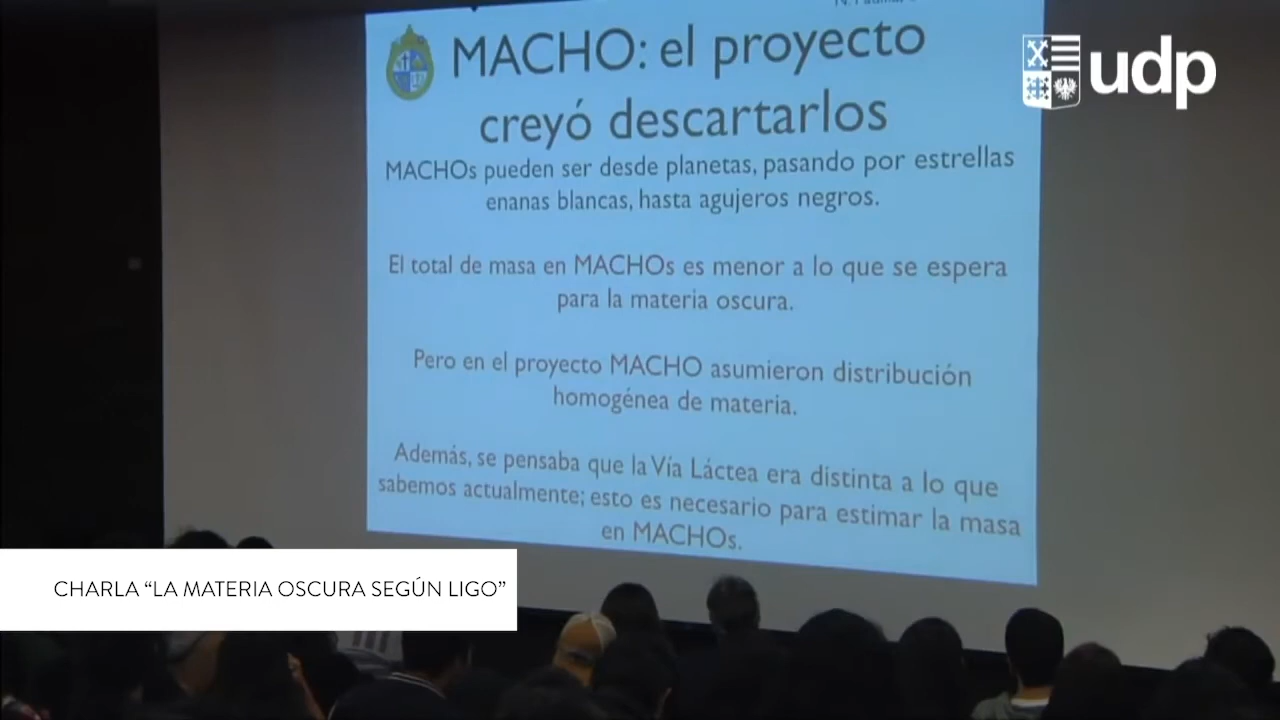 MACHO: el proyecto
creyó descartarlos
udp
MACHOs pueden ser desde planetas, pasando por estrellas
enanas blancas, hasta agujeros negros.
El total de masa en MACHOs es menor a lo que se espera
para la materia oscura.
Pero en el proyecto MACHO asumieron distribución
homogénea de materia.
Además, se pensaba que la Vía Láctea era distinta a lo que
sabemos actualmente; esto es necesario para estimar la masa
en MACHOs.
CHARLA “LA MATERIA OSCURA SEGÚN LIGO”